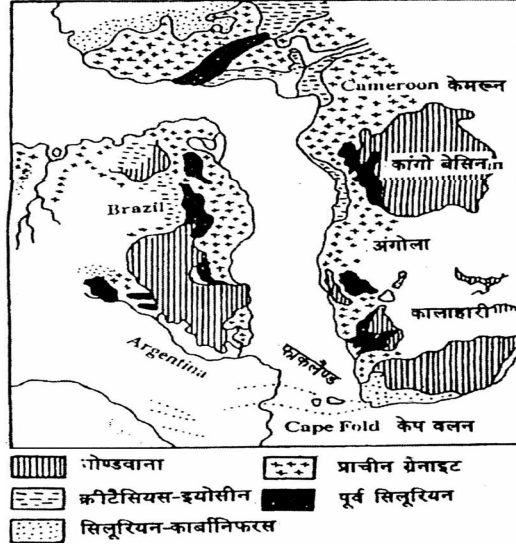 Cameroon केमरून
कांगो बेसिन
Brazil
अंगोला
कालाहारी
फाकलैण्ड
Argentina
Cape Fold केप वलन
गोण्डवाना
प्राचीन ग्रेनाइट
क्रीटैसियस-इयोसीन
पूर्व सिलूरियन
सिलूरियन-कार्बानिफरस